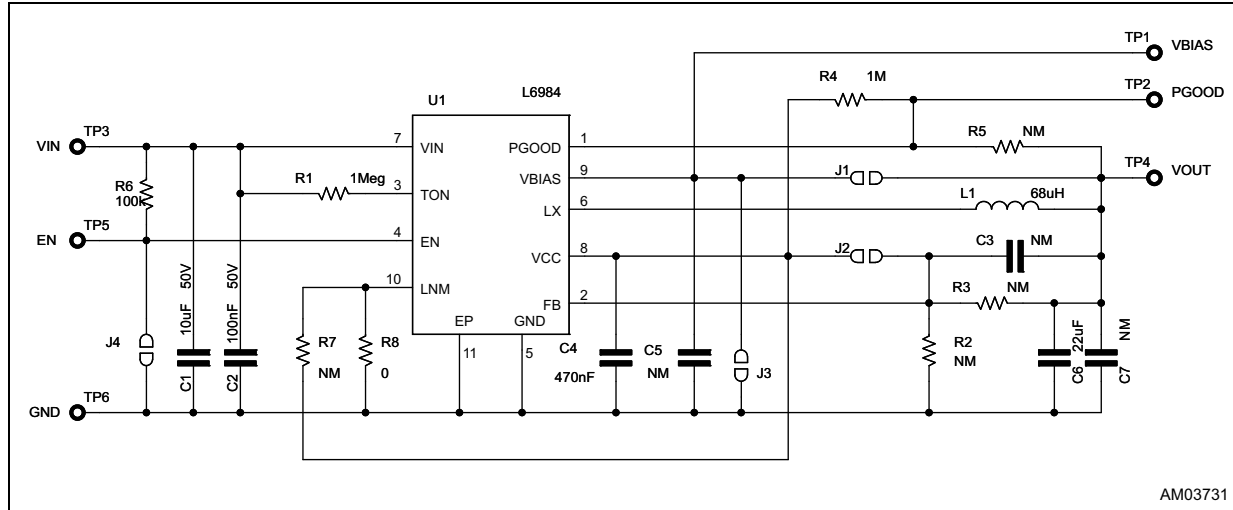 TP1
VBIAS
R4 1M
TP2
PGOOD
U1
L6984
TP3
VIN
7
VIN
PGOOD
1
R5 NM
R6
100k
R1 1Meg
3
TON
VBIAS
9
J1
TP4
VOUT
LX
6
L1 68uH
TP5
EN
4
EN
VCC
8
J2
C3 NM
10
LNM
FB
2
R3
NM
EP
GND
11
5
J4
C1 10uF 50V
C2 100nF 50V
R7
NM
R8
0
C4
470nF
C5
NM
J3
R2
NM
C6 22uF
C7 NM
TP6
GND
AM03731